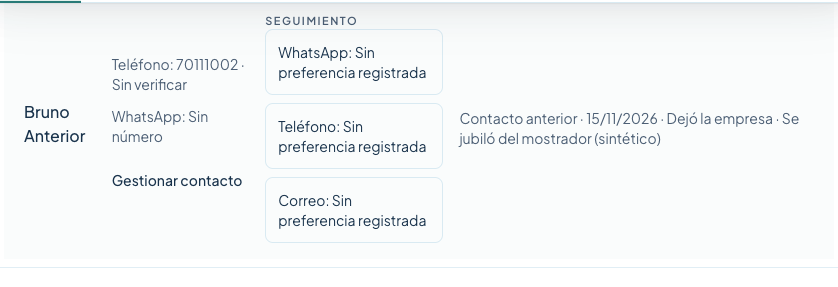 SEGUIMIENTO
Bruno
Anterior
Teléfono: 70111002 ·
Sin verificar
WhatsApp: Sin
número
Gestionar contacto
WhatsApp: Sin
preferencia registrada
Teléfono: Sin
preferencia registrada
Correo: Sin
preferencia registrada
Contacto anterior · 15/11/2026 · Dejó la empresa · Se
jubiló del mostrador (sintético)